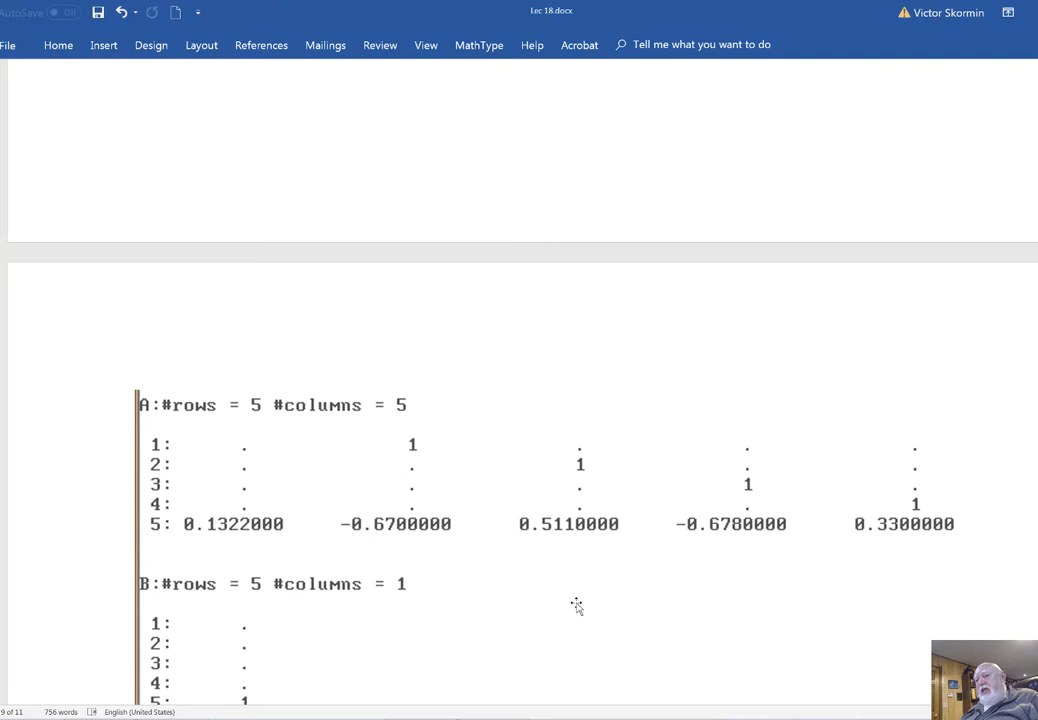 AutoSave Off Lec 18.docx Victor Skormin
File Home Insert Design Layout References Mailings Review View MathType Help Acrobat Tell me what you want to do
A:#rows = 5 #columns = 5
1: . 1 . . .
2: . . 1 . .
3: . . . 1 .
4: . . . . 1
5: 0.1322000 -0.6700000 0.5110000 -0.6780000 0.3300000
B:#rows = 5 #columns = 1
1: .
2: .
3: .
4: .
5: 1
9 of 11 756 words English (United States)